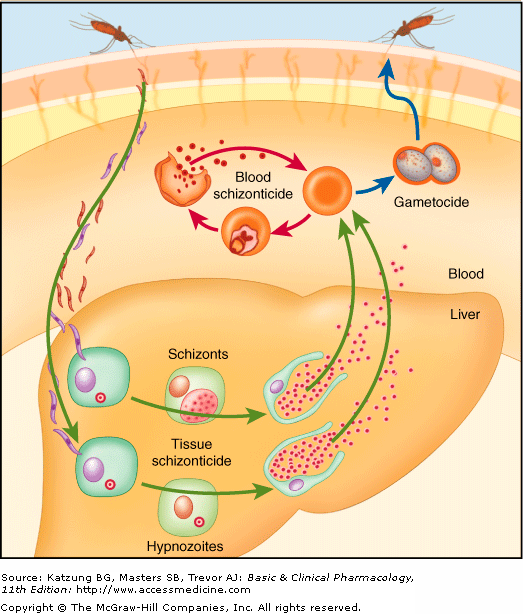 Blood
schizonticide
Gametocide
Blood
Liver
Schizonts
Tissue
schizonticide
Hypnozoites
Source: Katzung BG, Masters SB, Trevor AJ: Basic & Clinical Pharmacology,
11th Edition: http://www.accessmedicine.com
Copyright © The McGraw-Hill Companies, Inc. All rights reserved.